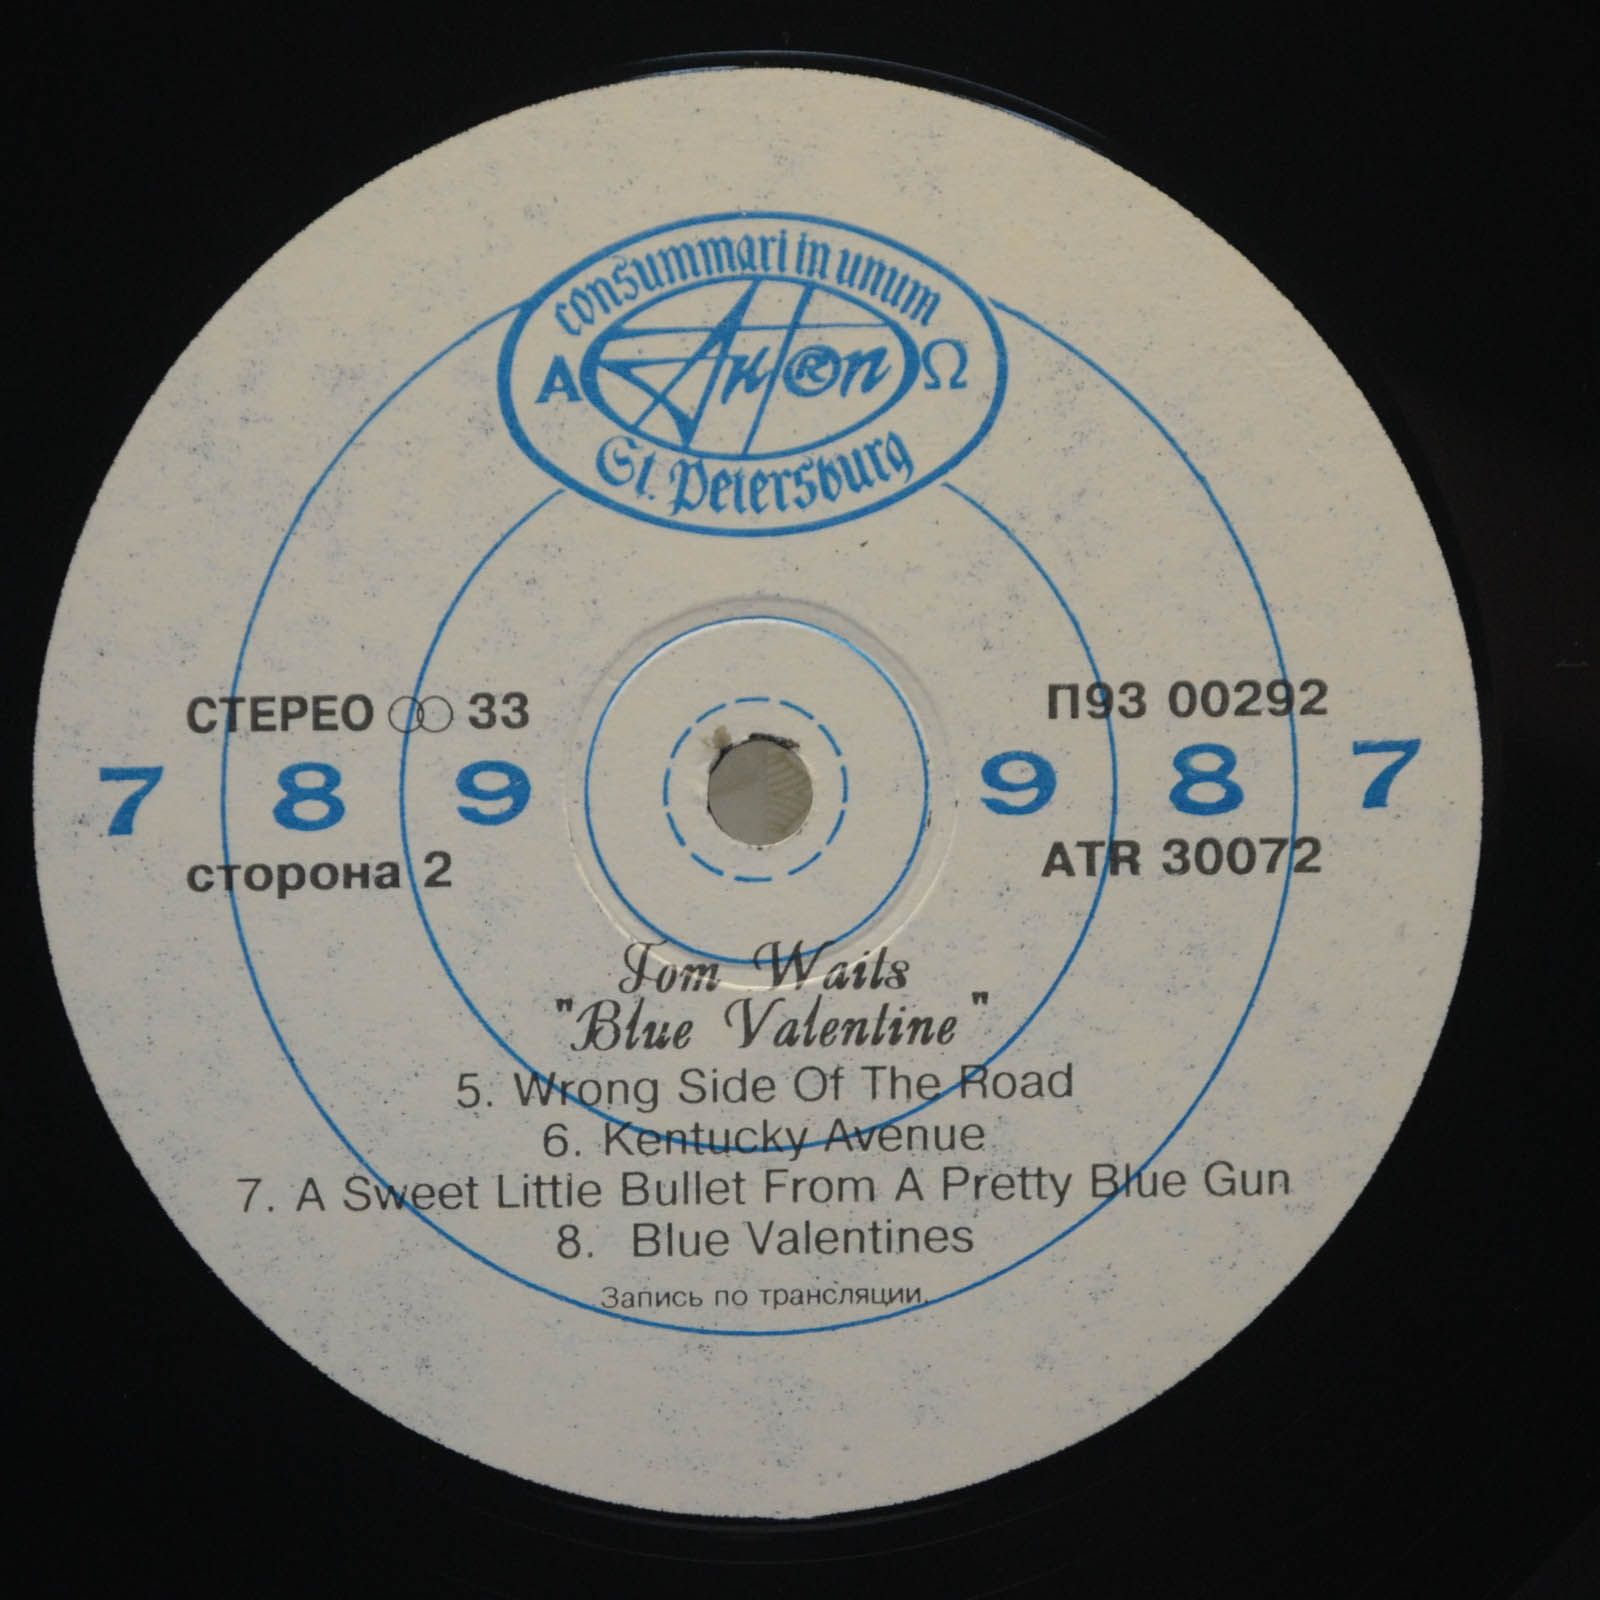 consummari in unum
А Antrop Ω
St. Petersburg
СТЕРЕО 33
П93 00292
7 8 9 9 8 7
сторона 2
ATR 30072
Tom Waits
"Blue Valentine"
5. Wrong Side Of The Road
6. Kentucky Avenue
7. A Sweet Little Bullet From A Pretty Blue Gun
8. Blue Valentines
Запись по трансляции.